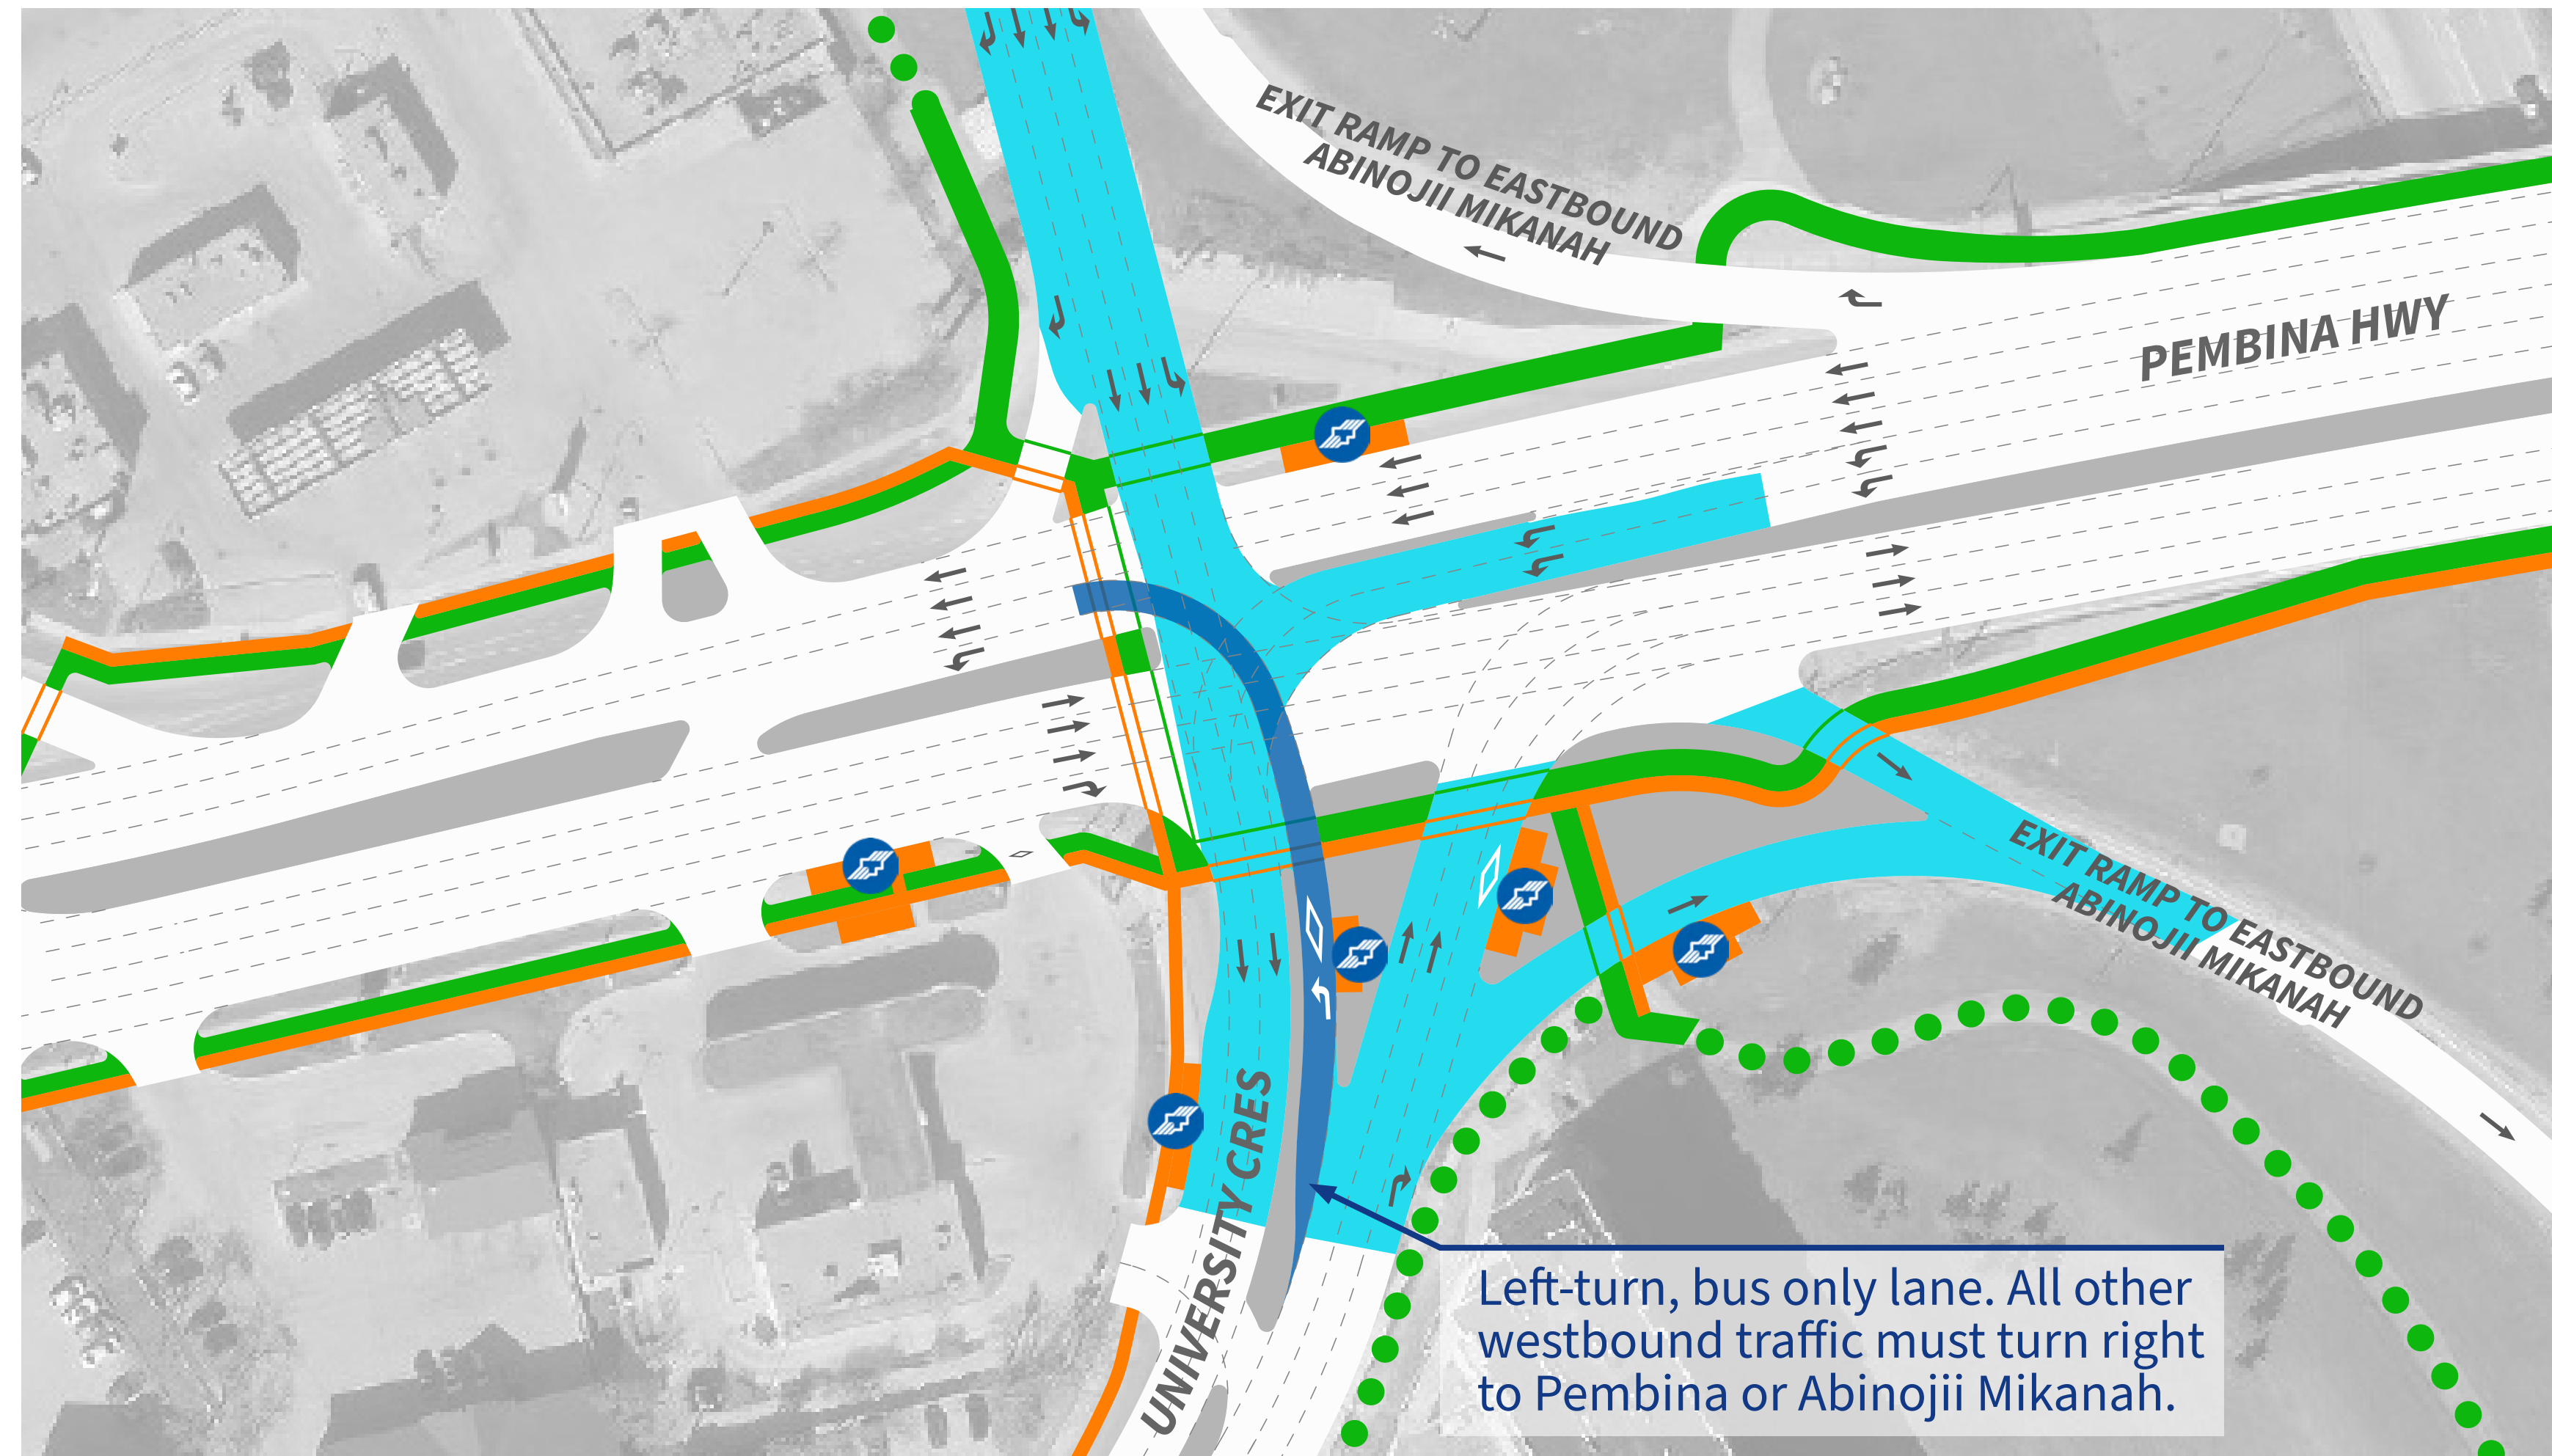 EXIT RAMP TO EASTBOUND
ABINOJII MIKANAH
PEMBINA HWY
EXIT RAMP TO EASTBOUND
ABINOJII MIKANAH
UNIVERSITY CRES
Left-turn, bus only lane. All other
westbound traffic must turn right
to Pembina or Abinojii Mikanah.